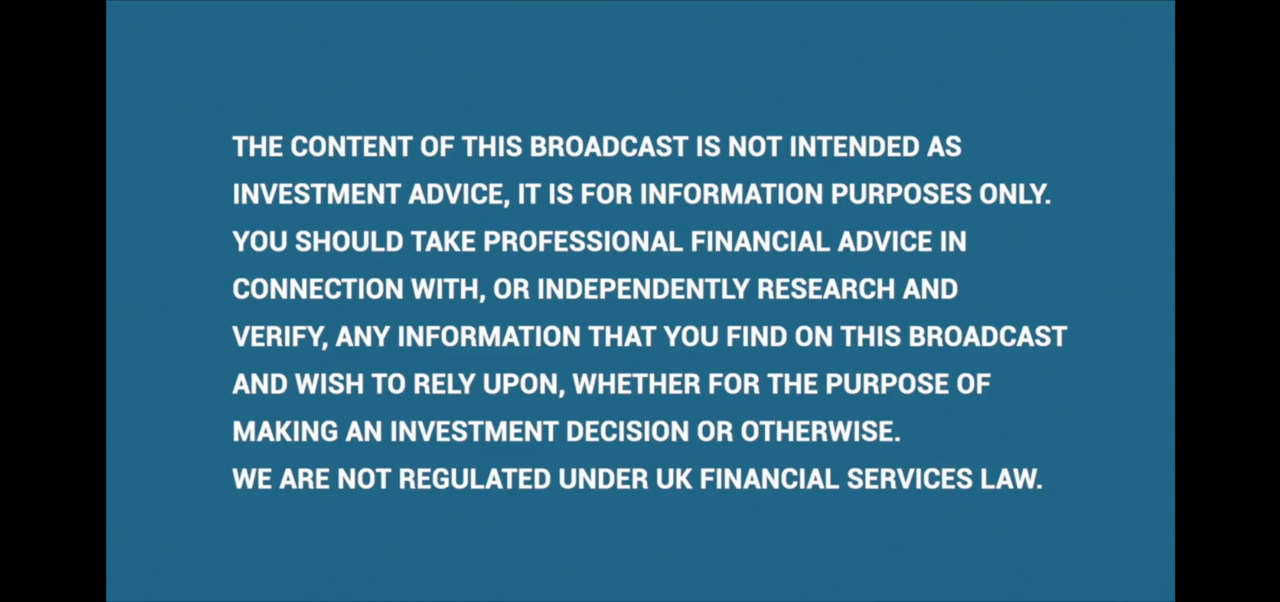 THE CONTENT OF THIS BROADCAST IS NOT INTENDED AS
INVESTMENT ADVICE, IT IS FOR INFORMATION PURPOSES ONLY.
YOU SHOULD TAKE PROFESSIONAL FINANCIAL ADVICE IN
CONNECTION WITH, OR INDEPENDENTLY RESEARCH AND
VERIFY, ANY INFORMATION THAT YOU FIND ON THIS BROADCAST
AND WISH TO RELY UPON, WHETHER FOR THE PURPOSE OF
MAKING AN INVESTMENT DECISION OR OTHERWISE.
WE ARE NOT REGULATED UNDER UK FINANCIAL SERVICES LAW.